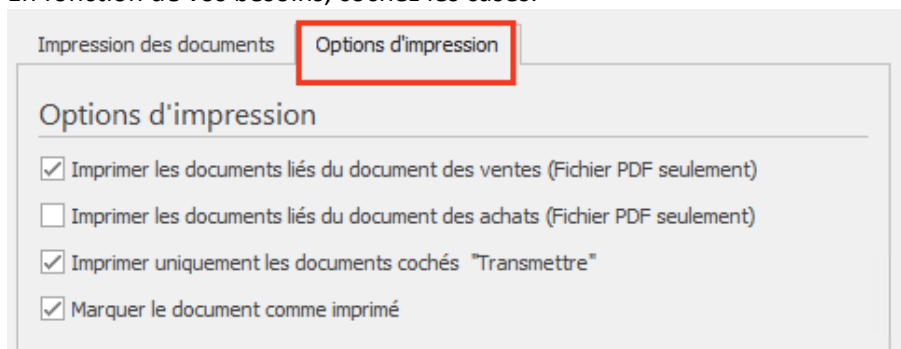 En fonction de vos besoins, cochez les cases.
Impression des documents Options d'impression
Options d'impression
Imprimer les documents liés du document des ventes (Fichier PDF seulement)
Imprimer les documents liés du document des achats (Fichier PDF seulement)
Imprimer uniquement les documents cochés "Transmettre"
Marquer le document comme imprimé